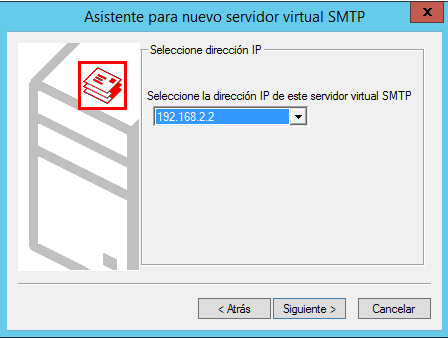 Asistente para nuevo servidor virtual SMTP
x
Seleccione dirección IP
Seleccione la dirección IP de este servidor virtual SMTP
192.168.2.2
< Atrás
Siguiente >
Cancelar